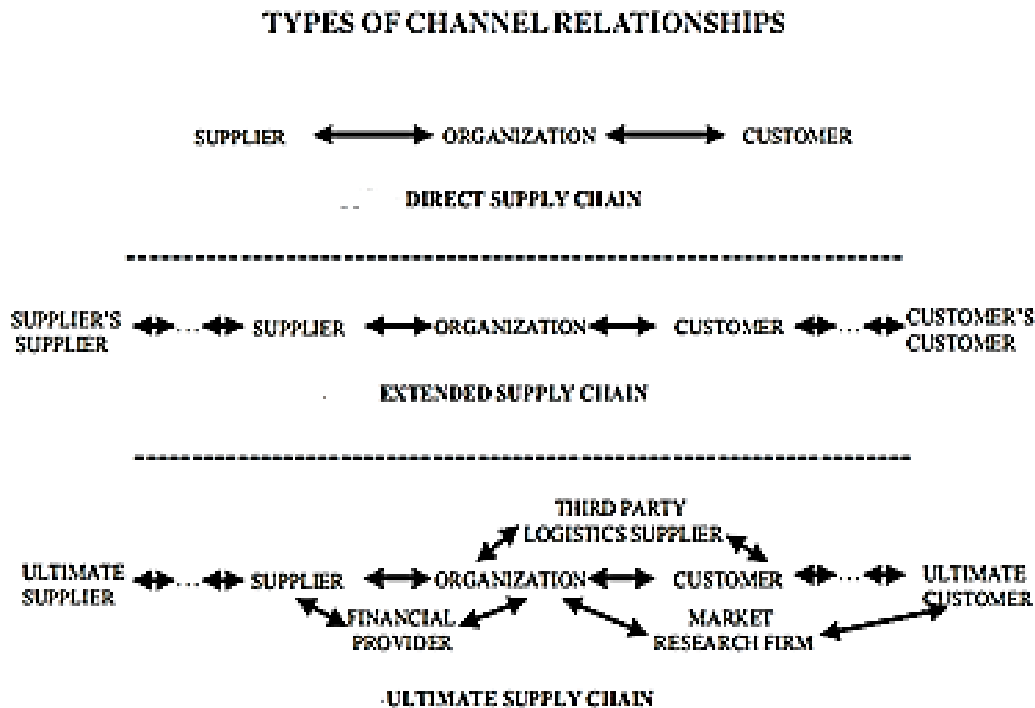 TYPES OF CHANNEL RELATIONSHIPS
SUPPLIER ORGANIZATION CUSTOMER
DIRECT SUPPLY CHAIN
SUPPLIER'S
SUPPLIER
... SUPPLIER ORGANIZATION CUSTOMER ...
CUSTOMER'S
CUSTOMER
EXTENDED SUPPLY CHAIN
THIRD PARTY
LOGISTICS SUPPLIER
ULTIMATE
SUPPLIER
... SUPPLIER ORGANIZATION CUSTOMER ...
ULTIMATE
CUSTOMER
FINANCIAL
PROVIDER
MARKET
RESEARCH FIRM
ULTIMATE SUPPLY CHAIN